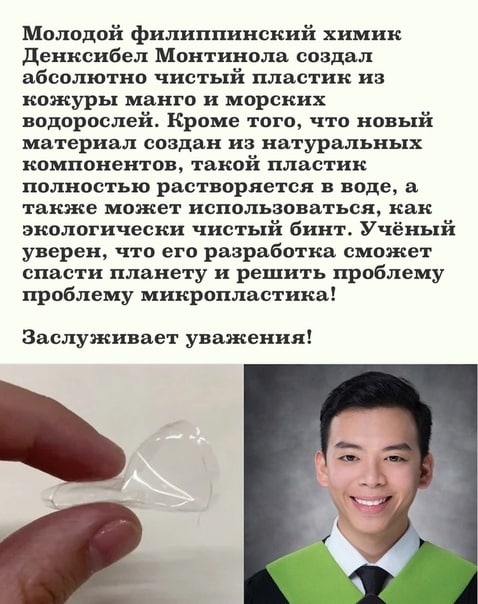 Молодой филиппинский химик
Денксибел Монтинола создал
абсолютно чистый пластик из
кожуры манго и морских
водорослей. Кроме того, что новый
материал создан из натуральных
компонентов, такой пластик
полностью растворяется в воде, а
также может использоваться, как
экологически чистый бинт. Учёный
уверен, что его разработка сможет
спасти планету и решить проблему
проблему микропластика!
Заслуживает уважения!